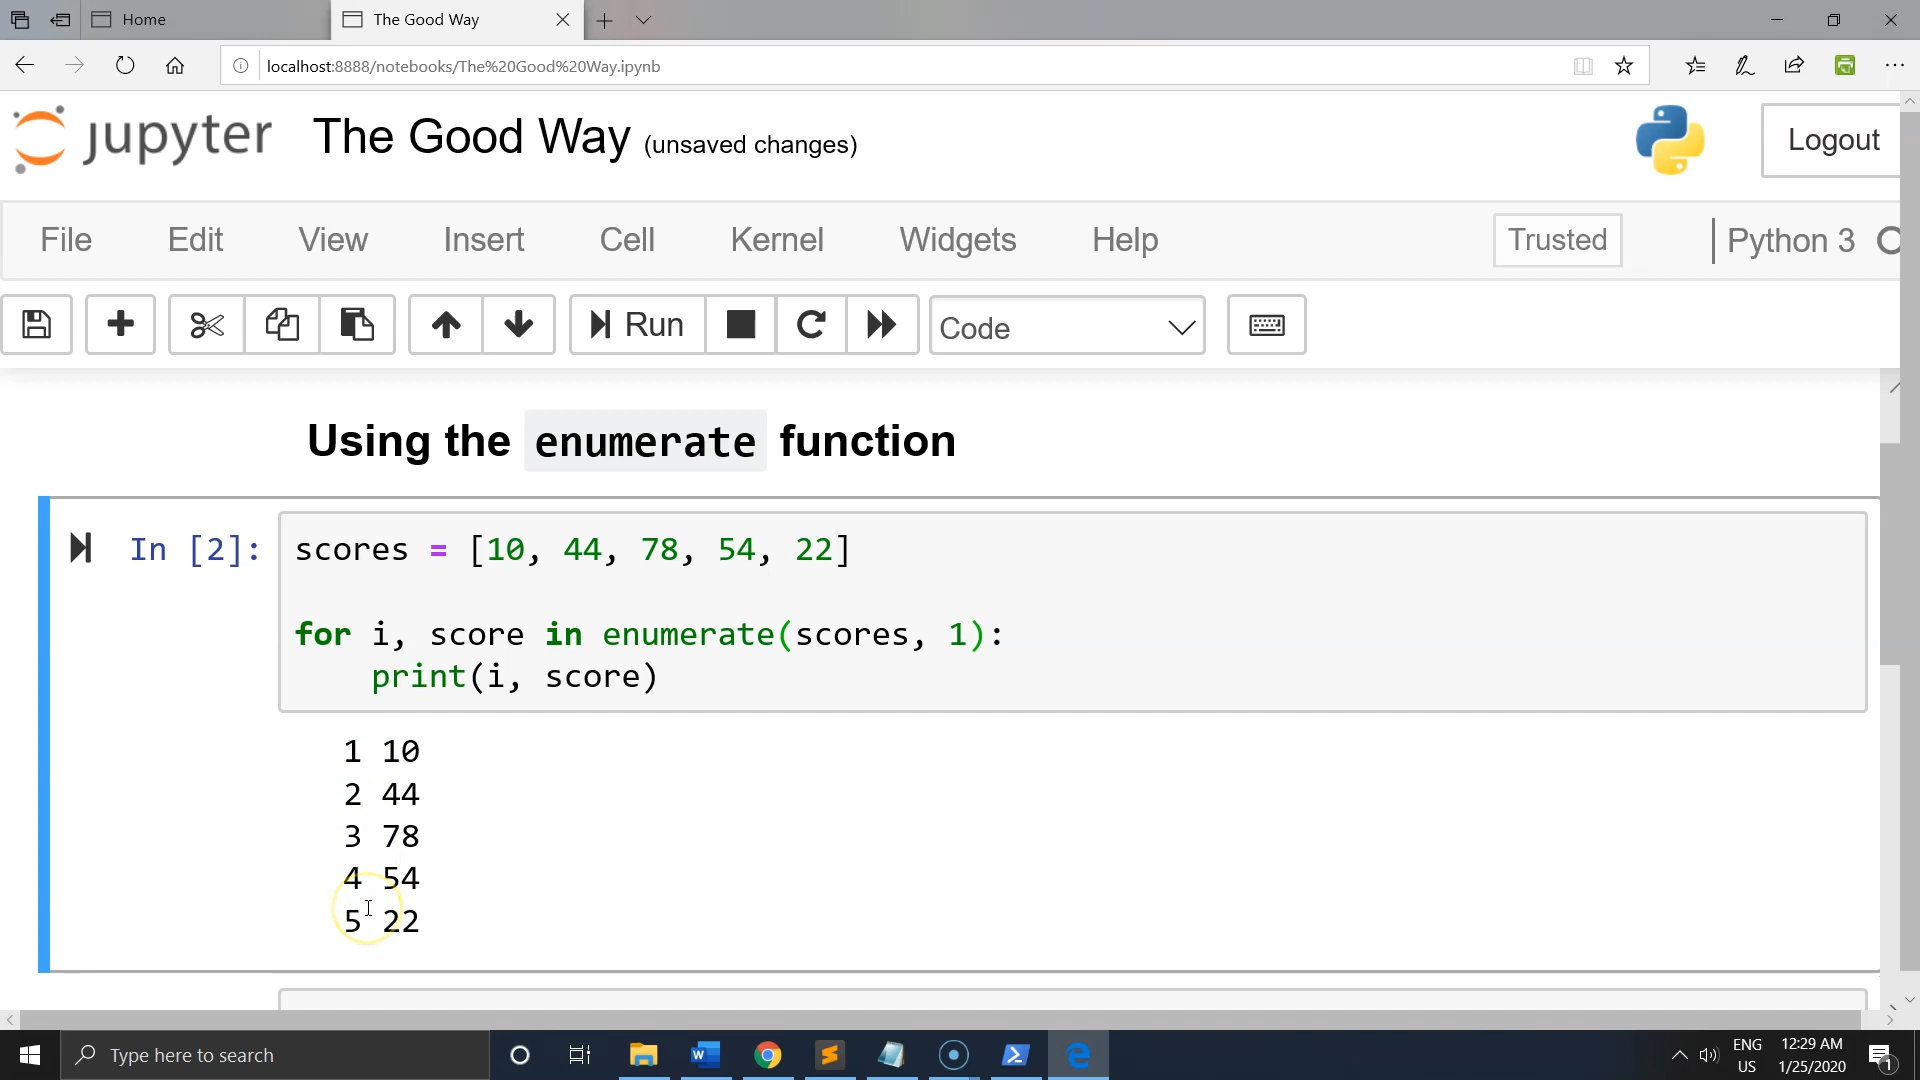 Home
The Good Way
localhost:8888/notebooks/The%20Good%20Way.ipynb
jupyter The Good Way (unsaved changes)
Logout
File Edit View Insert Cell Kernel Widgets Help Trusted Python 3
Run Code
Using the enumerate function
In [2]: scores = [10, 44, 78, 54, 22]
for i, score in enumerate(scores, 1):
print(i, score)
1 10
2 44
3 78
4 54
5 22
Type here to search
ENG
US
12:29 AM
1/25/2020
1